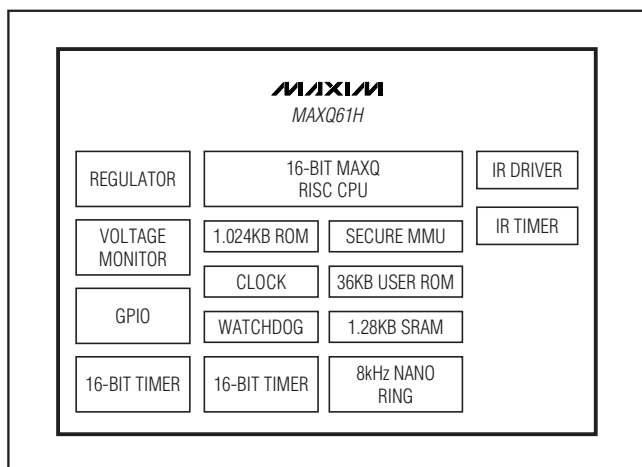 MAXIM
MAXQ61H
REGULATOR
16-BIT MAXQ
RISC CPU
IR DRIVER
VOLTAGE
MONITOR
1.024KB ROM
SECURE MMU
IR TIMER
CLOCK
36KB USER ROM
GPIO
WATCHDOG
1.28KB SRAM
16-BIT TIMER
16-BIT TIMER
8kHz NANO
RING